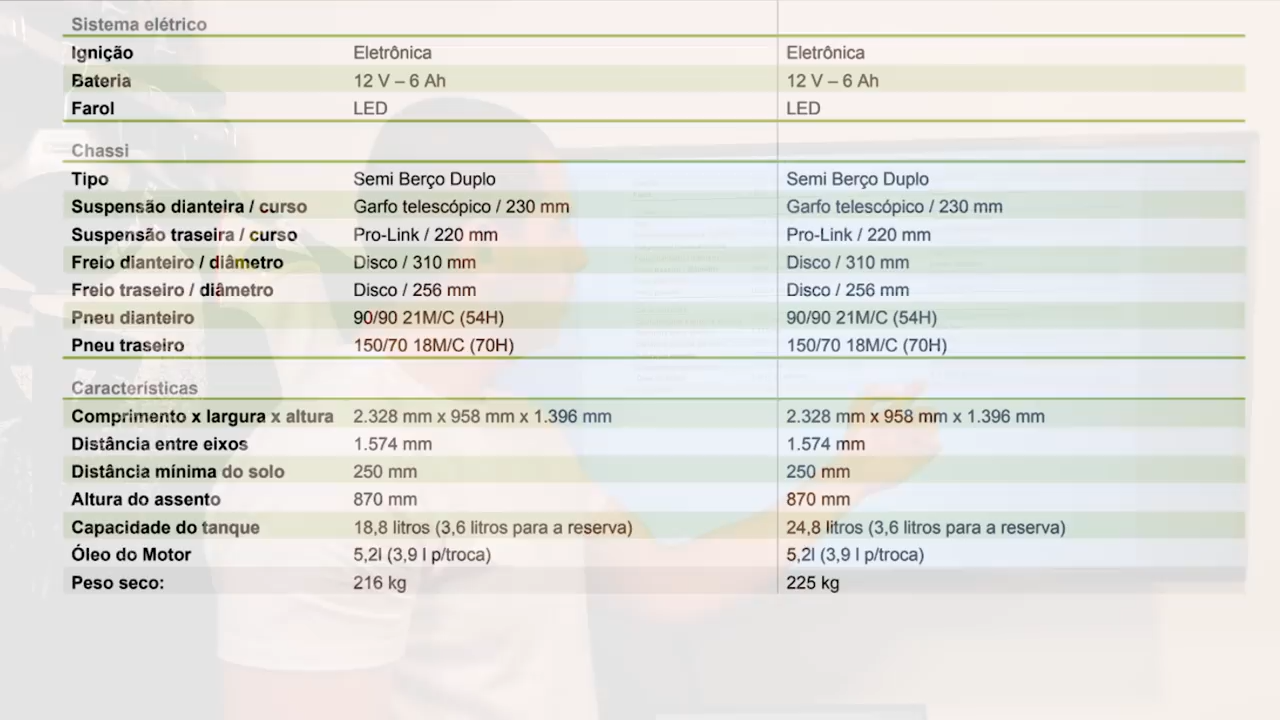 Sistema elétrico
Ignição Eletrônica Eletrônica
Bateria 12 V – 6 Ah 12 V – 6 Ah
Farol LED LED
Chassi
Tipo Semi Berço Duplo Semi Berço Duplo
Suspensão dianteira / curso Garfo telescópico / 230 mm Garfo telescópico / 230 mm
Suspensão traseira / curso Pro-Link / 220 mm Pro-Link / 220 mm
Freio dianteiro / diâmetro Disco / 310 mm Disco / 310 mm
Freio traseiro / diâmetro Disco / 256 mm Disco / 256 mm
Pneu dianteiro 90/90 21M/C (54H) 90/90 21M/C (54H)
Pneu traseiro 150/70 18M/C (70H) 150/70 18M/C (70H)
Características
Comprimento x largura x altura 2.328 mm x 958 mm x 1.396 mm 2.328 mm x 958 mm x 1.396 mm
Distância entre eixos 1.574 mm 1.574 mm
Distância mínima do solo 250 mm 250 mm
Altura do assento 870 mm 870 mm
Capacidade do tanque 18,8 litros (3,6 litros para a reserva) 24,8 litros (3,6 litros para a reserva)
Óleo do Motor 5,2l (3,9 l p/troca) 5,2l (3,9 l p/troca)
Peso seco: 216 kg 225 kg